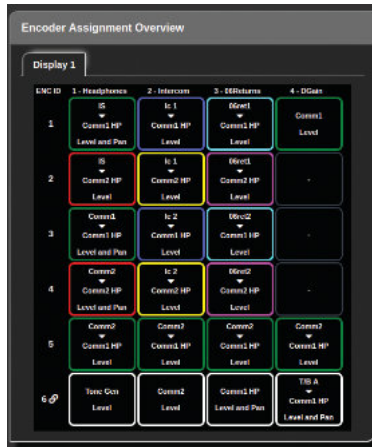 Encoder Assignment Overview
Display 1
ENC ID 1 - Headphones 2 - Intercom 3 - 06Returns 4 - DGain
1
IS
Comm1 HP
Level and Pan
Ic 1
Comm1 HP
Level
06ret1
Comm1 HP
Level and Pan
Comm1
Level
2
IS
Comm2 HP
Level
Ic 1
Comm2 HP
Level
06ret1
Comm2 HP
Level
-
3
Comm1
Comm1 HP
Level and Pan
Ic 2
Comm1 HP
Level
06ret2
Comm1 HP
Level
-
4
Comm2
Comm2 HP
Level and Pan
Ic 2
Comm2 HP
Level
06ret2
Comm2 HP
Level
-
5
Comm2
Comm1 HP
Level
Comm2
Comm1 HP
Level
Comm2
Comm1 HP
Level
Comm2
Comm1 HP
Level
6
Tone Gen
Level
Comm2
Level
Comm1 HP
Level and Pan
T/B A
Comm1 HP
Level and Pan